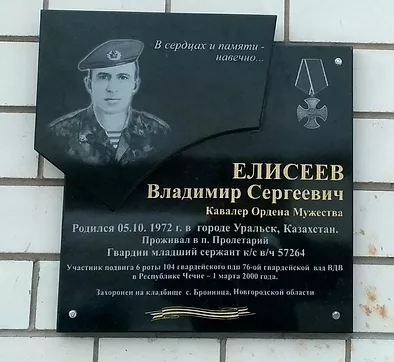 В сердцах и памяти -
навечно...
ЕЛИСЕЕВ
Владимир Сергеевич
Кавалер Ордена Мужества
Родился 05.10. 1972 г. в городе Уральск, Казахстан.
Проживал в п. Пролетарий
Гвардии младший сержант к/с в/ч 57264
Участник подвига 6 роты 104 гвардейского пдп 76-ой гвардейской вдд ВДВ
в Республике Чечне – 1 марта 2000 года.
Захоронен на кладбище с. Бронница, Новгородской области